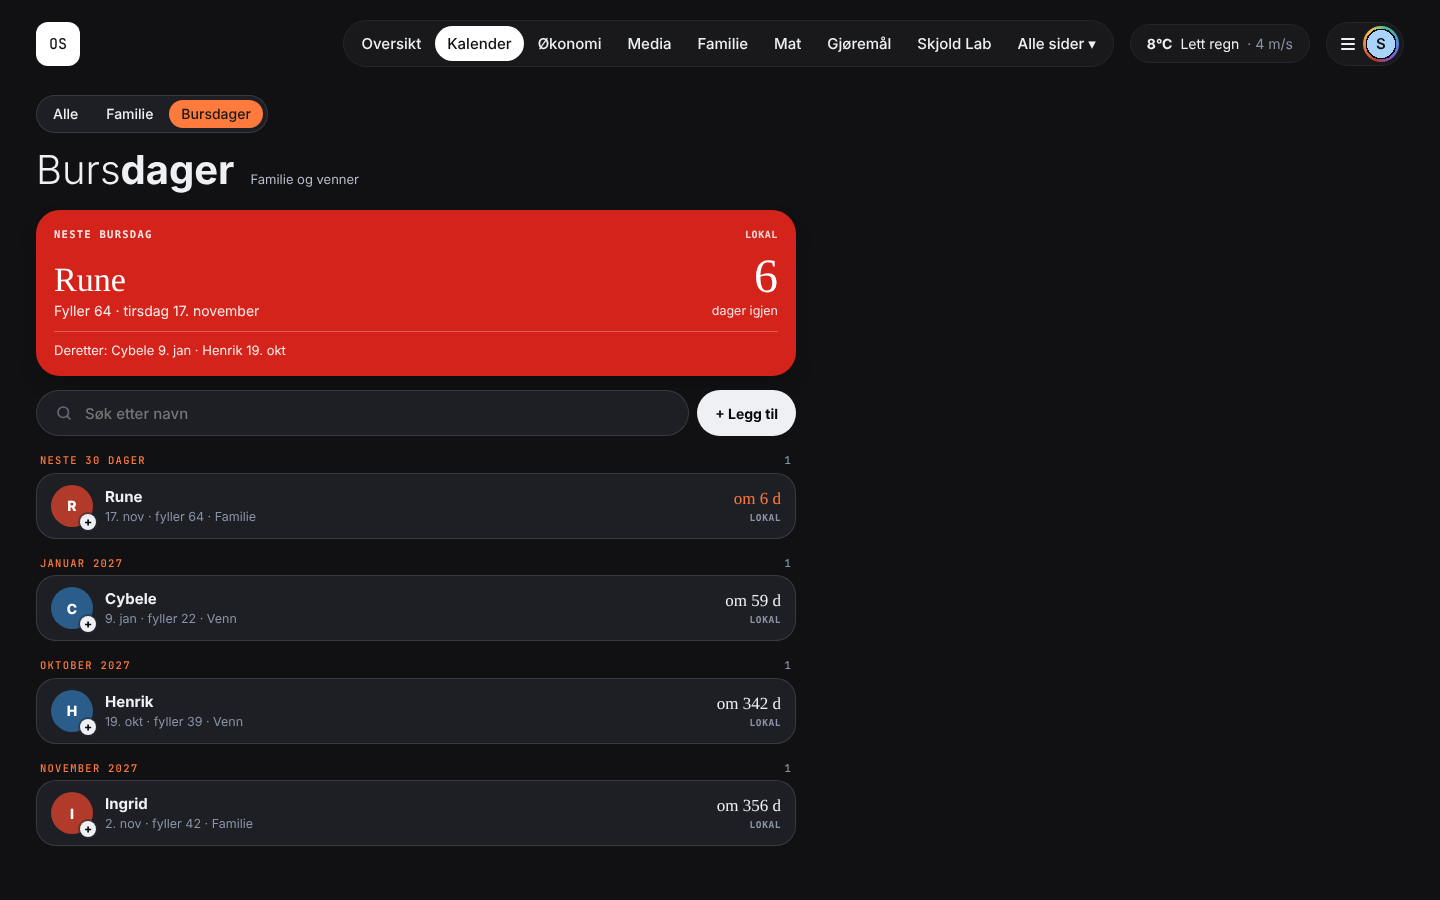 OS
Oversikt Kalender Økonomi Media Familie Mat Gjøremål Skjold Lab Alle sider ▾
8°C Lett regn · 4 m/s
S
Alle Familie Bursdager
Bursdager Familie og venner
NESTE BURSDAG LOKAL
Rune 6
Fyller 64 · tirsdag 17. november dager igjen
Deretter: Cybele 9. jan · Henrik 19. okt
Søk etter navn + Legg til
NESTE 30 DAGER 1
R + Rune om 6 d
17. nov · fyller 64 · Familie LOKAL
JANUAR 2027 1
C + Cybele om 59 d
9. jan · fyller 22 · Venn LOKAL
OKTOBER 2027 1
H + Henrik om 342 d
19. okt · fyller 39 · Venn LOKAL
NOVEMBER 2027 1
I + Ingrid om 356 d
2. nov · fyller 42 · Familie LOKAL